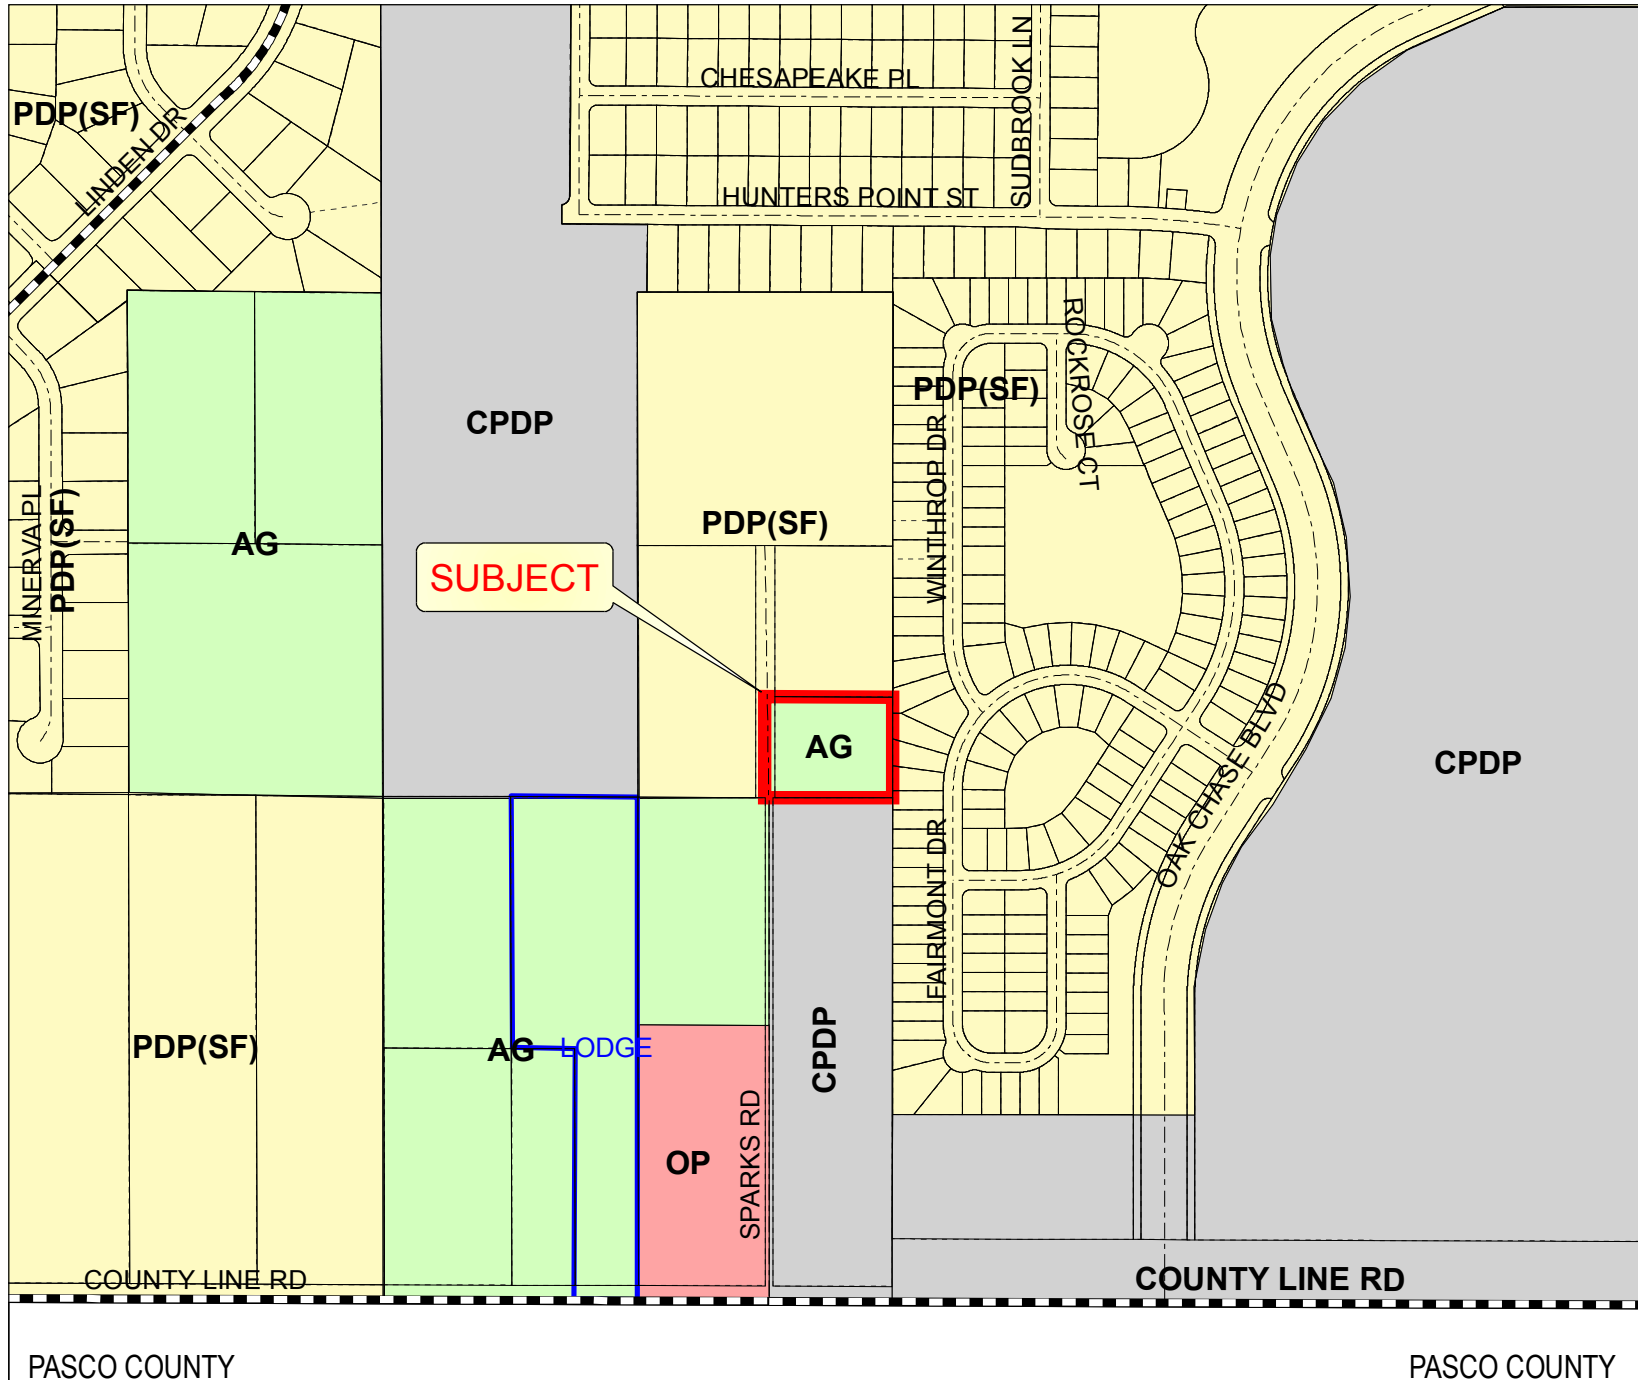 CHESAPEAKE PL
SUDBROOK LN
PDP(SF)
LINDEN DR
HUNTERS POINT ST
ROCKROSE CT
PDP(SF)
CPDP
WINTHROP DR
MINERVA PL
PDP(SF)
AG
PDP(SF)
SUBJECT
AG
OAK CHASE BLVD
CPDP
FAIRMONT DR
PDP(SF)
AG
LODGE
CPDP
OP
SPARKS RD
COUNTY LINE RD
COUNTY LINE RD
PASCO COUNTY
PASCO COUNTY